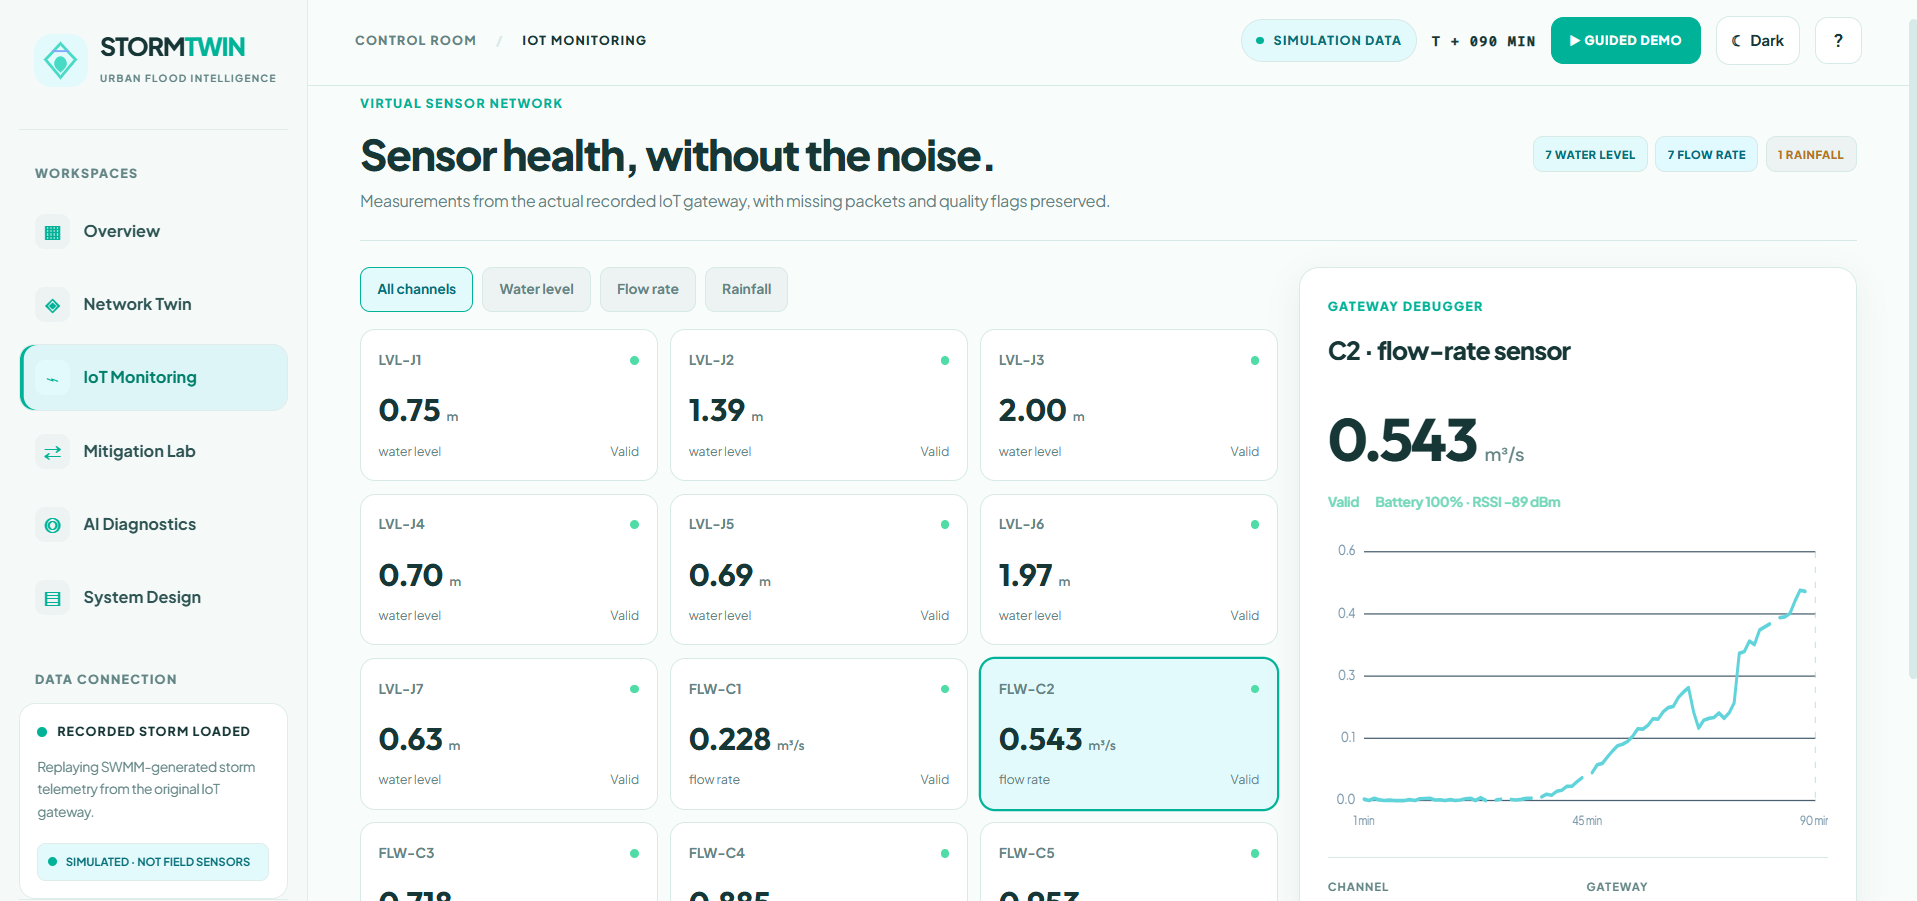 STORMTWIN
URBAN FLOOD INTELLIGENCE
WORKSPACES
Overview
Network Twin
IoT Monitoring
Mitigation Lab
AI Diagnostics
System Design
DATA CONNECTION
RECORDED STORM LOADED
Replaying SWMM-generated storm
telemetry from the original IoT
gateway.
SIMULATED · NOT FIELD SENSORS
CONTROL ROOM / IOT MONITORING
SIMULATION DATA
T + 090 MIN
▶ GUIDED DEMO
☾ Dark
?
VIRTUAL SENSOR NETWORK
Sensor health, without the noise.
Measurements from the actual recorded IoT gateway, with missing packets and quality flags preserved.
7 WATER LEVEL
7 FLOW RATE
1 RAINFALL
All channels
Water level
Flow rate
Rainfall
LVL-J1
0.75 m
water level Valid
LVL-J2
1.39 m
water level Valid
LVL-J3
2.00 m
water level Valid
LVL-J4
0.70 m
water level Valid
LVL-J5
0.69 m
water level Valid
LVL-J6
1.97 m
water level Valid
LVL-J7
0.63 m
water level Valid
FLW-C1
0.228 m³/s
flow rate Valid
FLW-C2
0.543 m³/s
flow rate Valid
FLW-C3
0.718
FLW-C4
0.885
FLW-C5
0.953
GATEWAY DEBUGGER
C2 · flow-rate sensor
0.543 m³/s
Valid Battery 100% · RSSI -89 dBm
0.6
0.4
0.3
0.1
0.0
1 min 45 min 90 min
CHANNEL GATEWAY